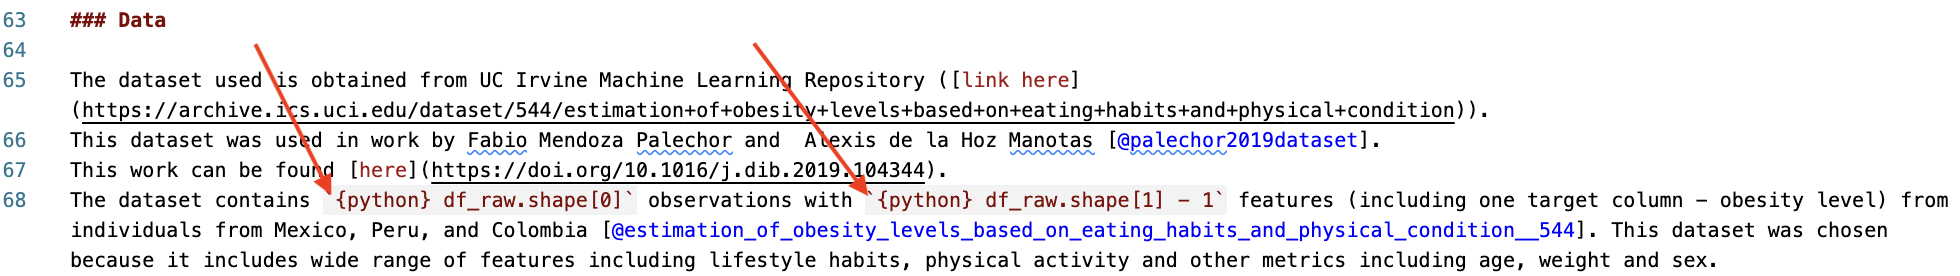 63 ### Data
64
65 The dataset used is obtained from UC Irvine Machine Learning Repository ([link here]
(https://archive.ics.uci.edu/dataset/544/estimation+of+obesity+levels+based+on+eating+habits+and+physical+condition)).
66 This dataset was used in work by Fabio Mendoza Palechor and  Alexis de la Hoz Manotas [@palechor2019dataset].
67 This work can be found [here](https://doi.org/10.1016/j.dib.2019.104344).
68 The dataset contains `{python} df_raw.shape[0]` observations with `{python} df_raw.shape[1] - 1` features (including one target column - obesity level) from
individuals from Mexico, Peru, and Colombia [@estimation_of_obesity_levels_based_on_eating_habits_and_physical_condition__544]. This dataset was chosen
because it includes wide range of features including lifestyle habits, physical activity and other metrics including age, weight and sex.